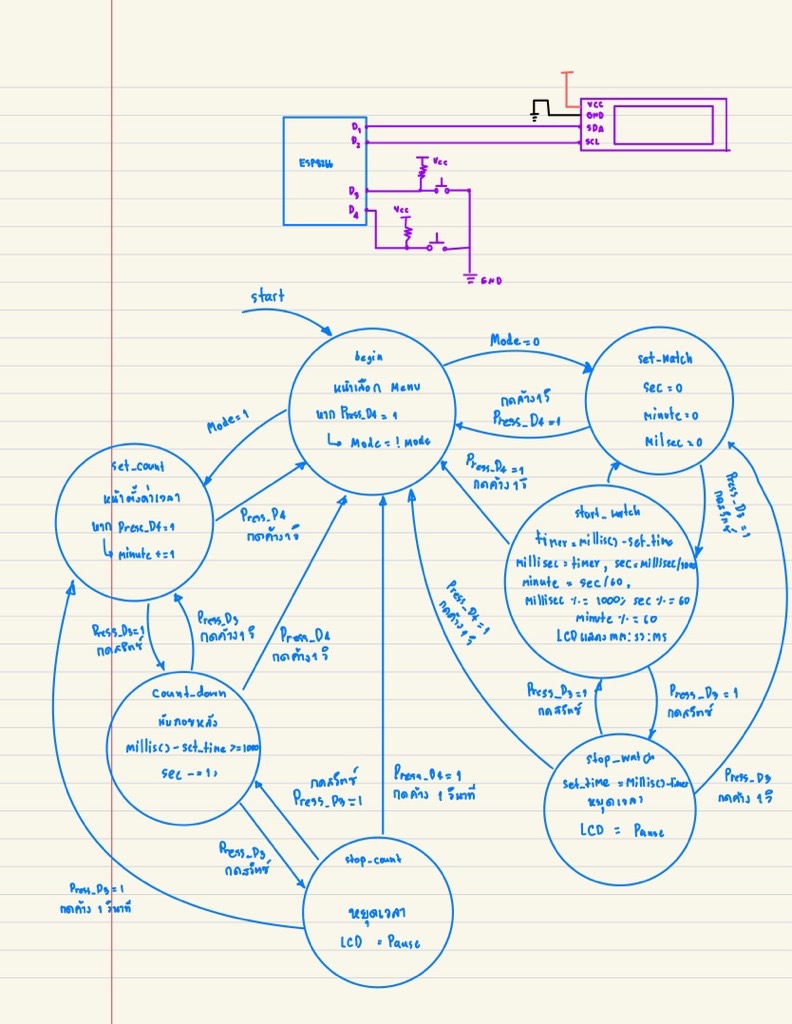 VCC
GND
SDA
SCL
ESP8266
D1
D2
D3
D4
Vcc
Vcc
GND
start
begin
หน้าเลือก Menu
หาก Press_D4 = 1
↳ Mode = ! Mode
Mode = 0
set-watch
sec = 0
minute = 0
Milsec = 0
กดค้าง 1 วิ
Press_D4 = 1
Mode = 1
set_count
หน้าตั้งค่าเวลา
หาก Press_D4 = 1
↳ minute += 1
Press_D4
กดค้าง 1 วิ
Press_D4 = 1
กดค้าง 1 วิ
Press_D3 = 1
กดสวิทซ์
start_watch
timer = millis() - set_time
millisec = timer, sec = millisec/1000
minute = sec/60,
millisec %= 1000; sec %= 60
minute %= 60
LCD แสดง mm:ss:ms
Press_D3 = 1
กดสวิทซ์
Press_D3
กดค้าง 1 วิ
Press_D4
กดค้าง 1 วิ
Press_D4 = 1
กดค้าง 1 วิ
count_down
นับถอยหลัง
millis() - set_time >= 1000
sec -= 1;
Press_D3 = 1
กดสวิทซ์
Press_D3 = 1
กดสวิทซ์
stop_watch
set_time = Millis() - timer
หยุดเวลา
LCD = Pause
Press_D3
กดค้าง 1 วิ
กดสวิทซ์
Press_D3 = 1
Press_D4 = 1
กดค้าง 1 วินาที
Press_D3
กดสวิทซ์
stop_count
หยุดเวลา
LCD = Pause
Press_D3 = 1
กดค้าง 1 วินาที